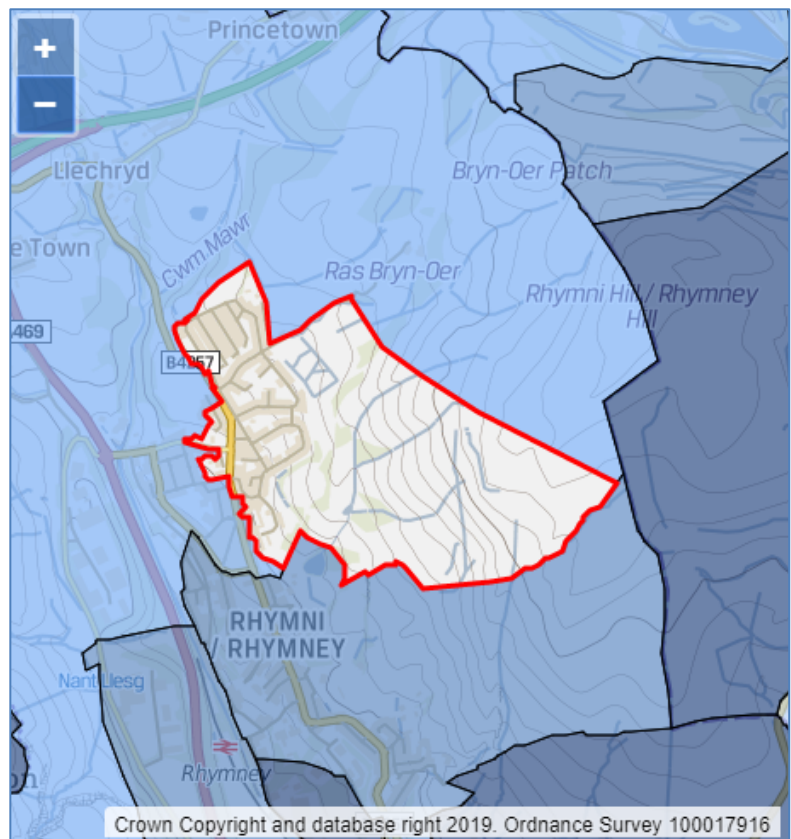 +
−
Princetown
Llechryd
Bryn-Oer Patch
Cwm Mawr
e Town
Ras Bryn-Oer
Rhymni Hill / Rhymney
Hill
469
B4257
RHYMNI
/ RHYMNEY
Nant Llesg
Rhymney
on
Crown Copyright and database right 2019. Ordnance Survey 100017916